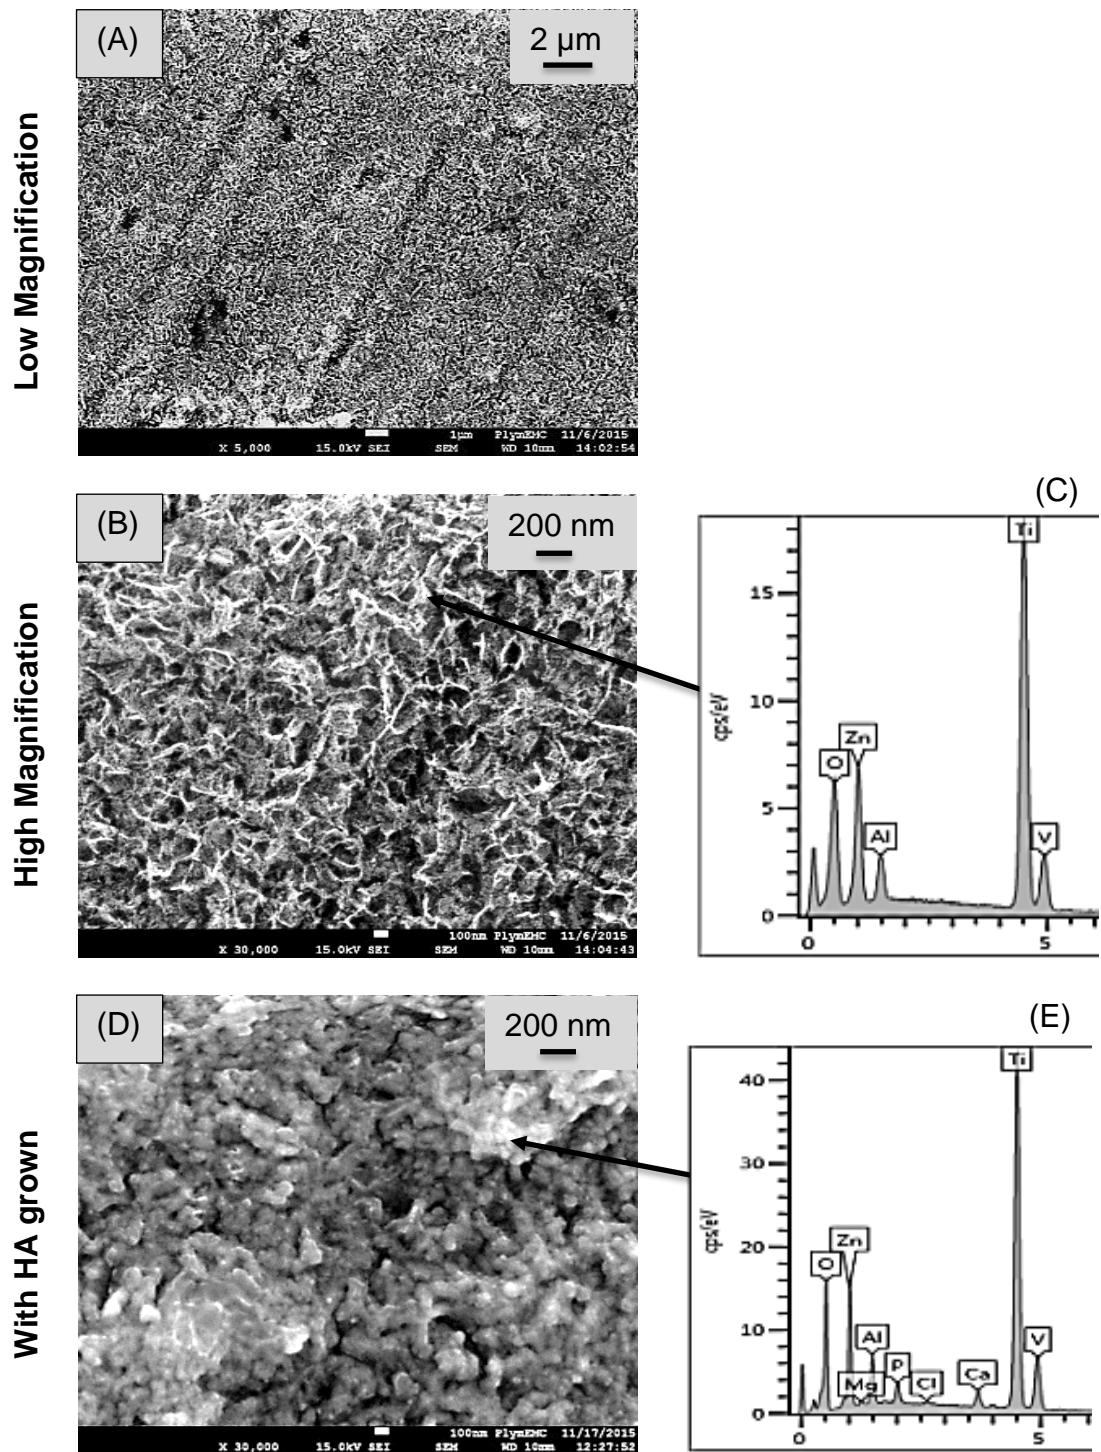 (A)
2 µm
Low Magnification
1µm PlymEMC 11/6/2015
X 5,000 15.0kV SEI SEM WD 10mm 14:02:54
(B)
200 nm
High Magnification
100nm PlymEMC 11/6/2015
X 30,000 15.0kV SEI SEM WD 10mm 14:04:43
(C)
Ti
15
cps/eV
10
Zn
O
5
Al
V
0
0 5
(D)
200 nm
With HA grown
100nm PlymEMC 11/17/2015
X 30,000 15.0kV SEI SEM WD 10mm 12:27:52
(E)
Ti
40
30
cps/eV
20
Zn
O
10
Al
V
P
Mg
Cl
Ca
0
0 5